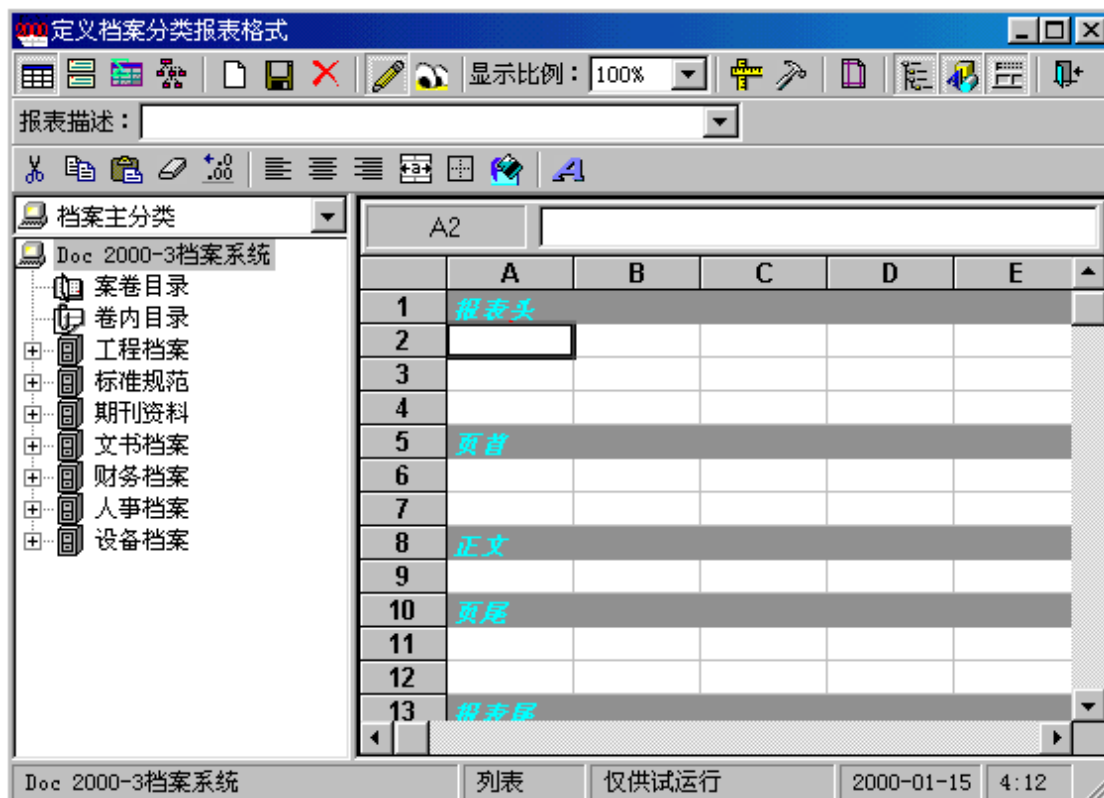 2000 定义档案分类报表格式
显示比例： 100%
报表描述：
A2
档案主分类
Doc 2000-3档案系统
案卷目录
卷内目录
工程档案
标准规范
期刊资料
文书档案
财务档案
人事档案
设备档案
A B C D E
1 报表头
2
3
4
5 页首
6
7
8 正文
9
10 页尾
11
12
13 报表尾
Doc 2000-3档案系统 列表 仅供试运行 2000-01-15 4:12